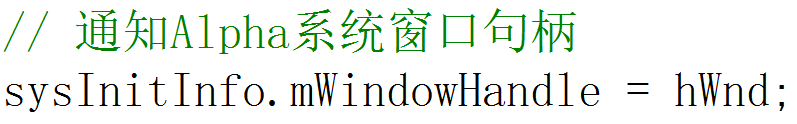 // 通知Alpha系统窗口句柄
sysInitInfo.mWindowHandle = hWnd;